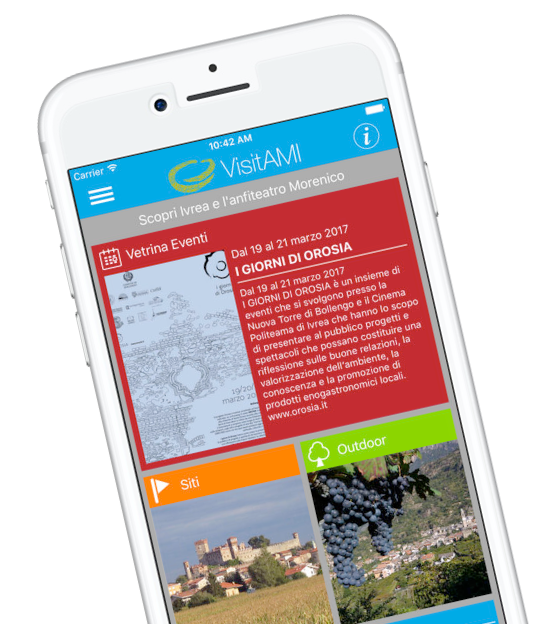 Carrier
10:42 AM
VisitAMI
Scopri Ivrea e l'anfiteatro Morenico
Vetrina Eventi
Dal 19 al 21 marzo 2017
I GIORNI DI OROSIA
Dal 19 al 21 marzo 2017
I GIORNI DI OROSIA è un insieme di
eventi che si svolgono presso la
Nuova Torre di Bollengo e il Cinema
Politeama di Ivrea che hanno lo scopo
di presentare al pubblico progetti e
spettacoli che possano costituire una
riflessione sulle buone relazioni, la
valorizzazione dell'ambiente, la
conoscenza e la promozione di
prodotti enogastronomici locali.
www.orosia.it
i giorni
di Orosia
19/20/
marzo 20
Siti
Outdoor